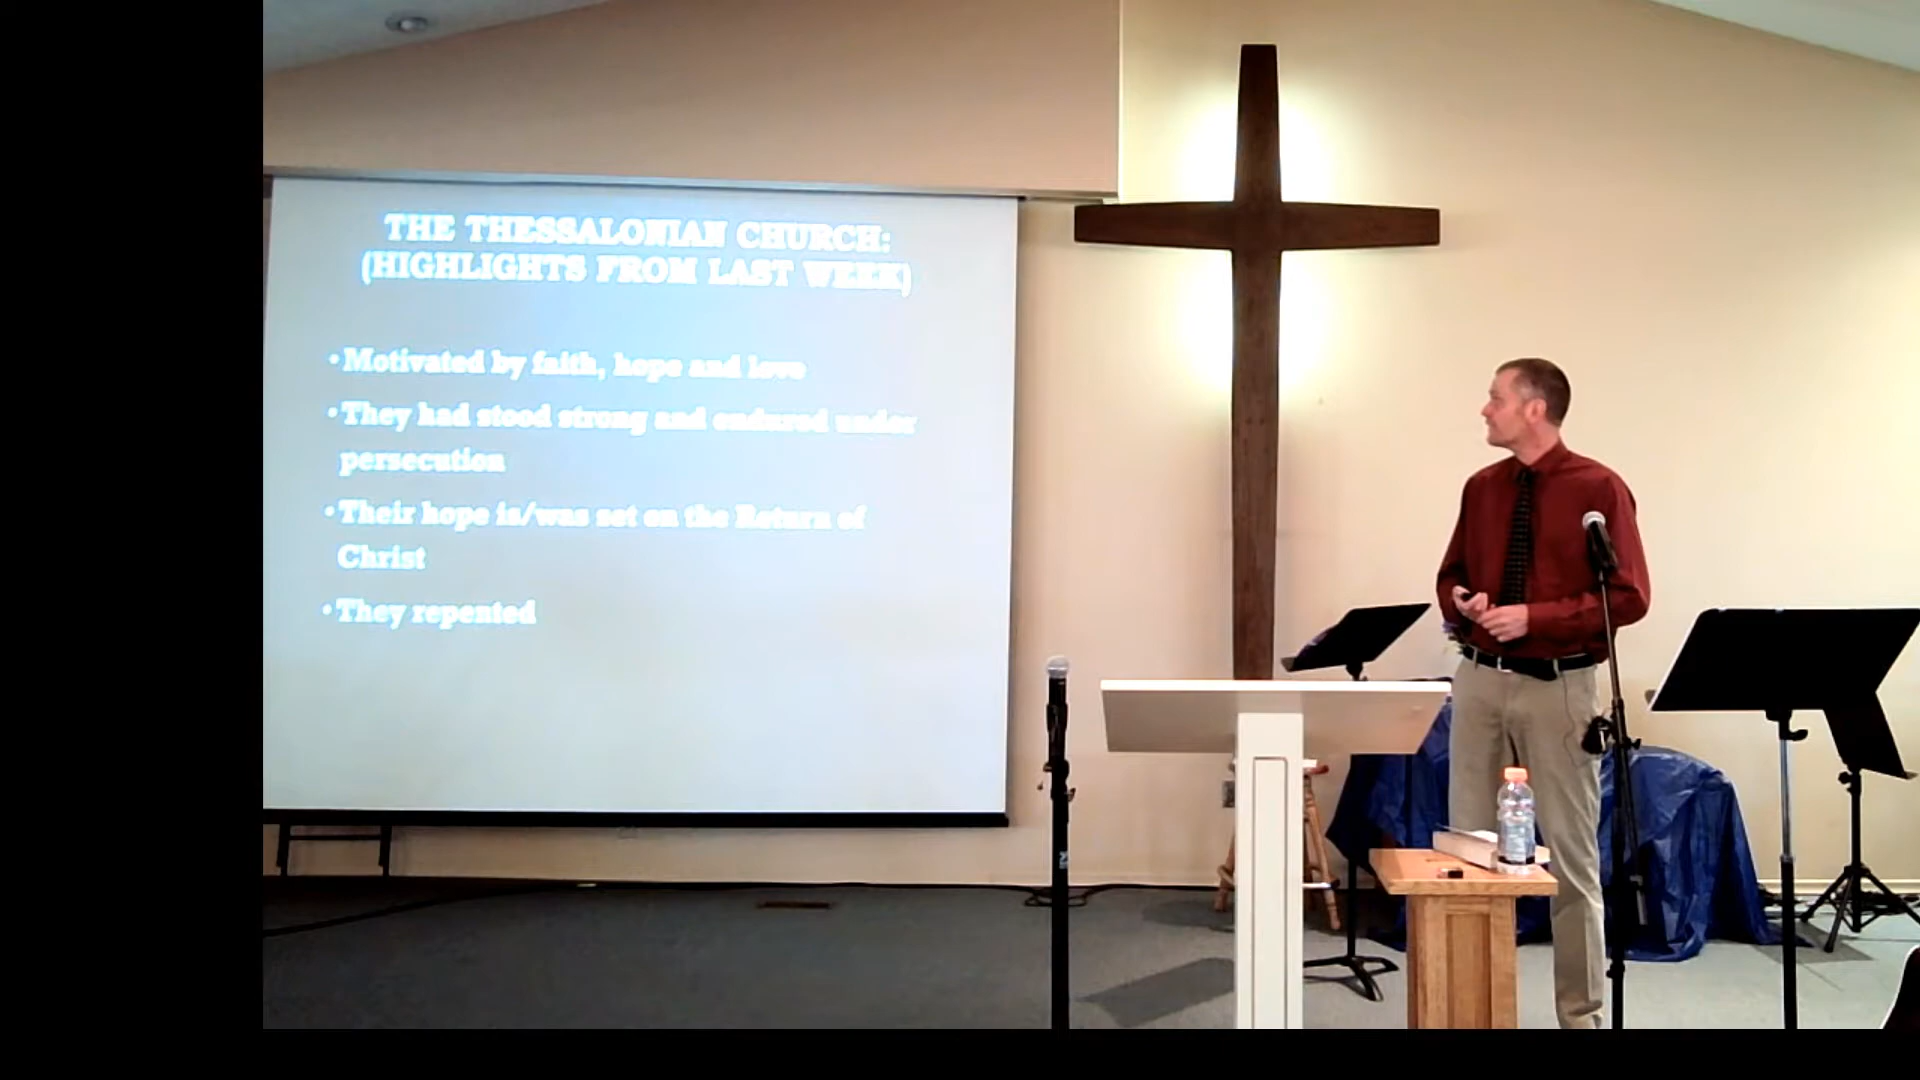 THE THESSALONIAN CHURCH:
(HIGHLIGHTS FROM LAST WEEK)
• Motivated by faith, hope and love
• They had stood strong and endured under
persecution
• Their hope is/was set on the Return of
Christ
• They repented